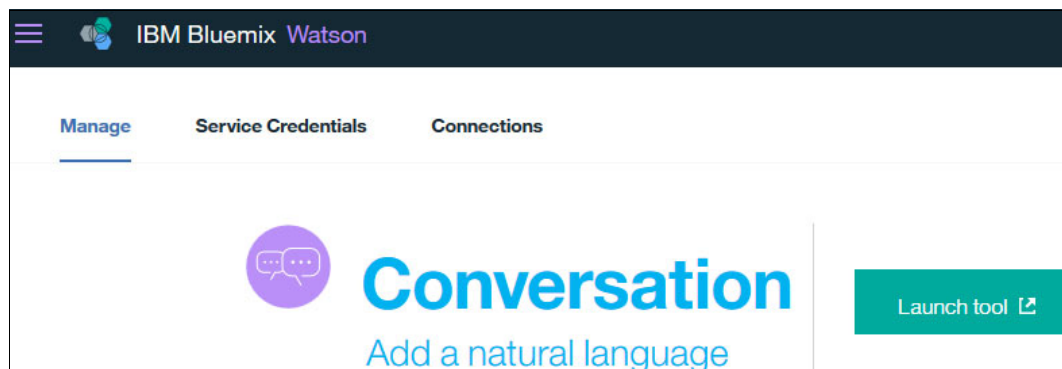 IBM Bluemix Watson
Manage Service Credentials Connections
Conversation
Launch tool
Add a natural language